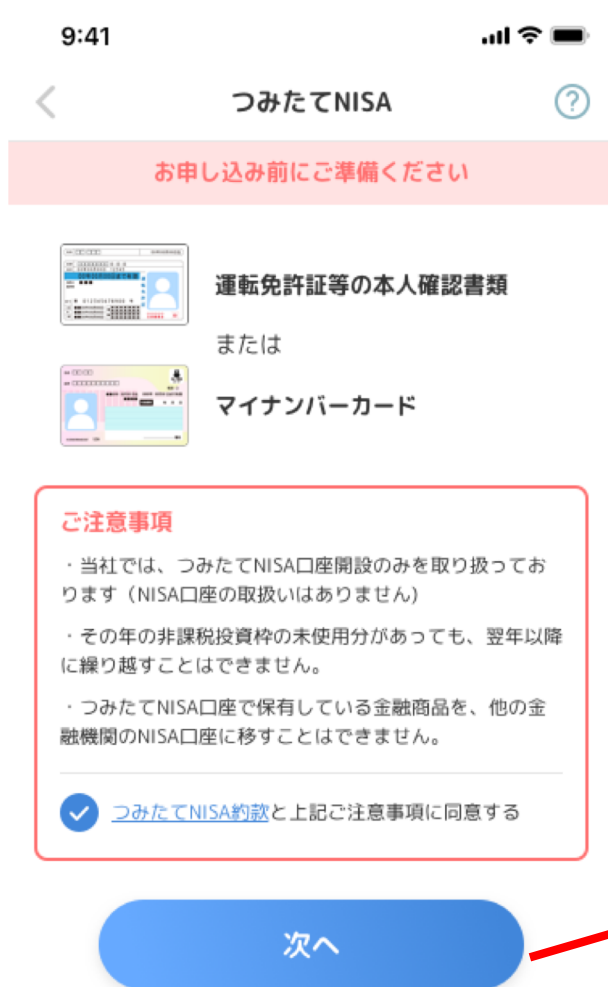 9:41
つみたてNISA
?
お申し込み前にご準備ください
運転免許証等の本人確認書類
または
マイナンバーカード
ご注意事項
・当社では、つみたてNISA口座開設のみを取り扱ってお
ります（NISA口座の取扱いはありません)
・その年の非課税投資枠の未使用分があっても、翌年以降
に繰り越すことはできません。
・つみたてNISA口座で保有している金融商品を、他の金
融機関のNISA口座に移すことはできません。
つみたてNISA約款と上記ご注意事項に同意する
次へ